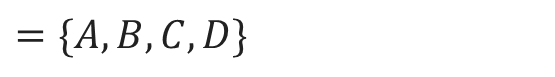 = {A, B, C, D}